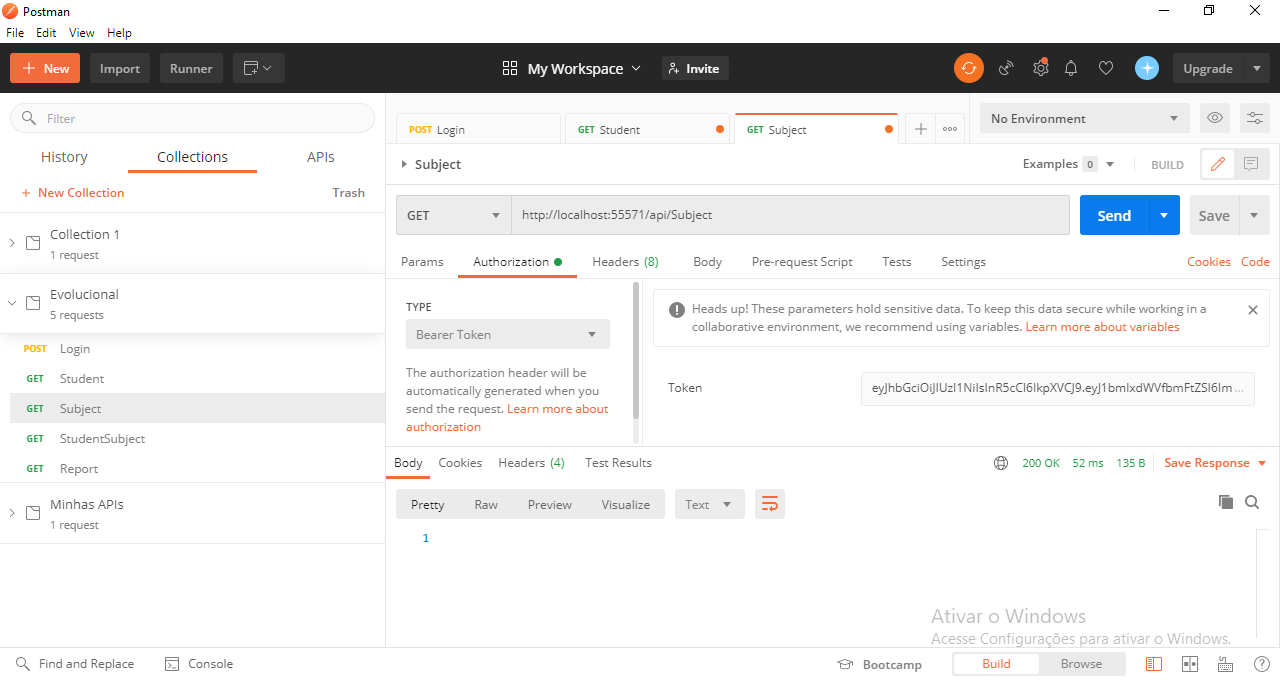 Postman
File Edit View Help
New Import Runner My Workspace Invite Upgrade
Filter
History Collections APIs
New Collection Trash
Collection 1
1 request
Evolucional
5 requests
POST Login
GET Student
GET Subject
GET StudentSubject
GET Report
Minhas APIs
1 request
POST Login GET Student GET Subject No Environment
Subject Examples 0 BUILD
GET http://localhost:55571/api/Subject Send Save
Params Authorization Headers (8) Body Pre-request Script Tests Settings Cookies Code
TYPE
Bearer Token
The authorization header will be
automatically generated when you
send the request. Learn more about
authorization
Heads up! These parameters hold sensitive data. To keep this data secure while working in a
collaborative environment, we recommend using variables. Learn more about variables
Token
Body Cookies Headers (4) Test Results 200 OK 52 ms 135 B Save Response
Pretty Raw Preview Visualize Text
1
Ativar o Windows
Acesse Configurações para ativar o Windows.
Find and Replace Console Bootcamp Build Browse